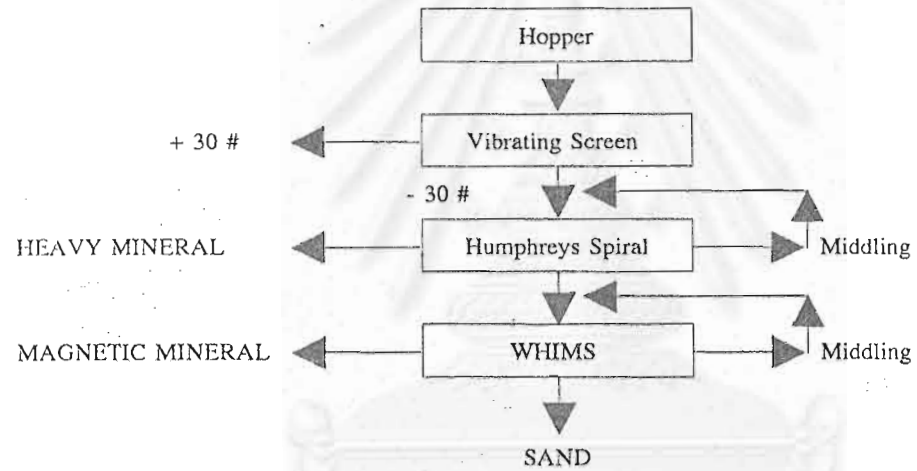 Hopper
+ 30 #
Vibrating Screen
- 30 #
HEAVY MINERAL
Humphreys Spiral
Middling
MAGNETIC MINERAL
WHIMS
Middling
SAND